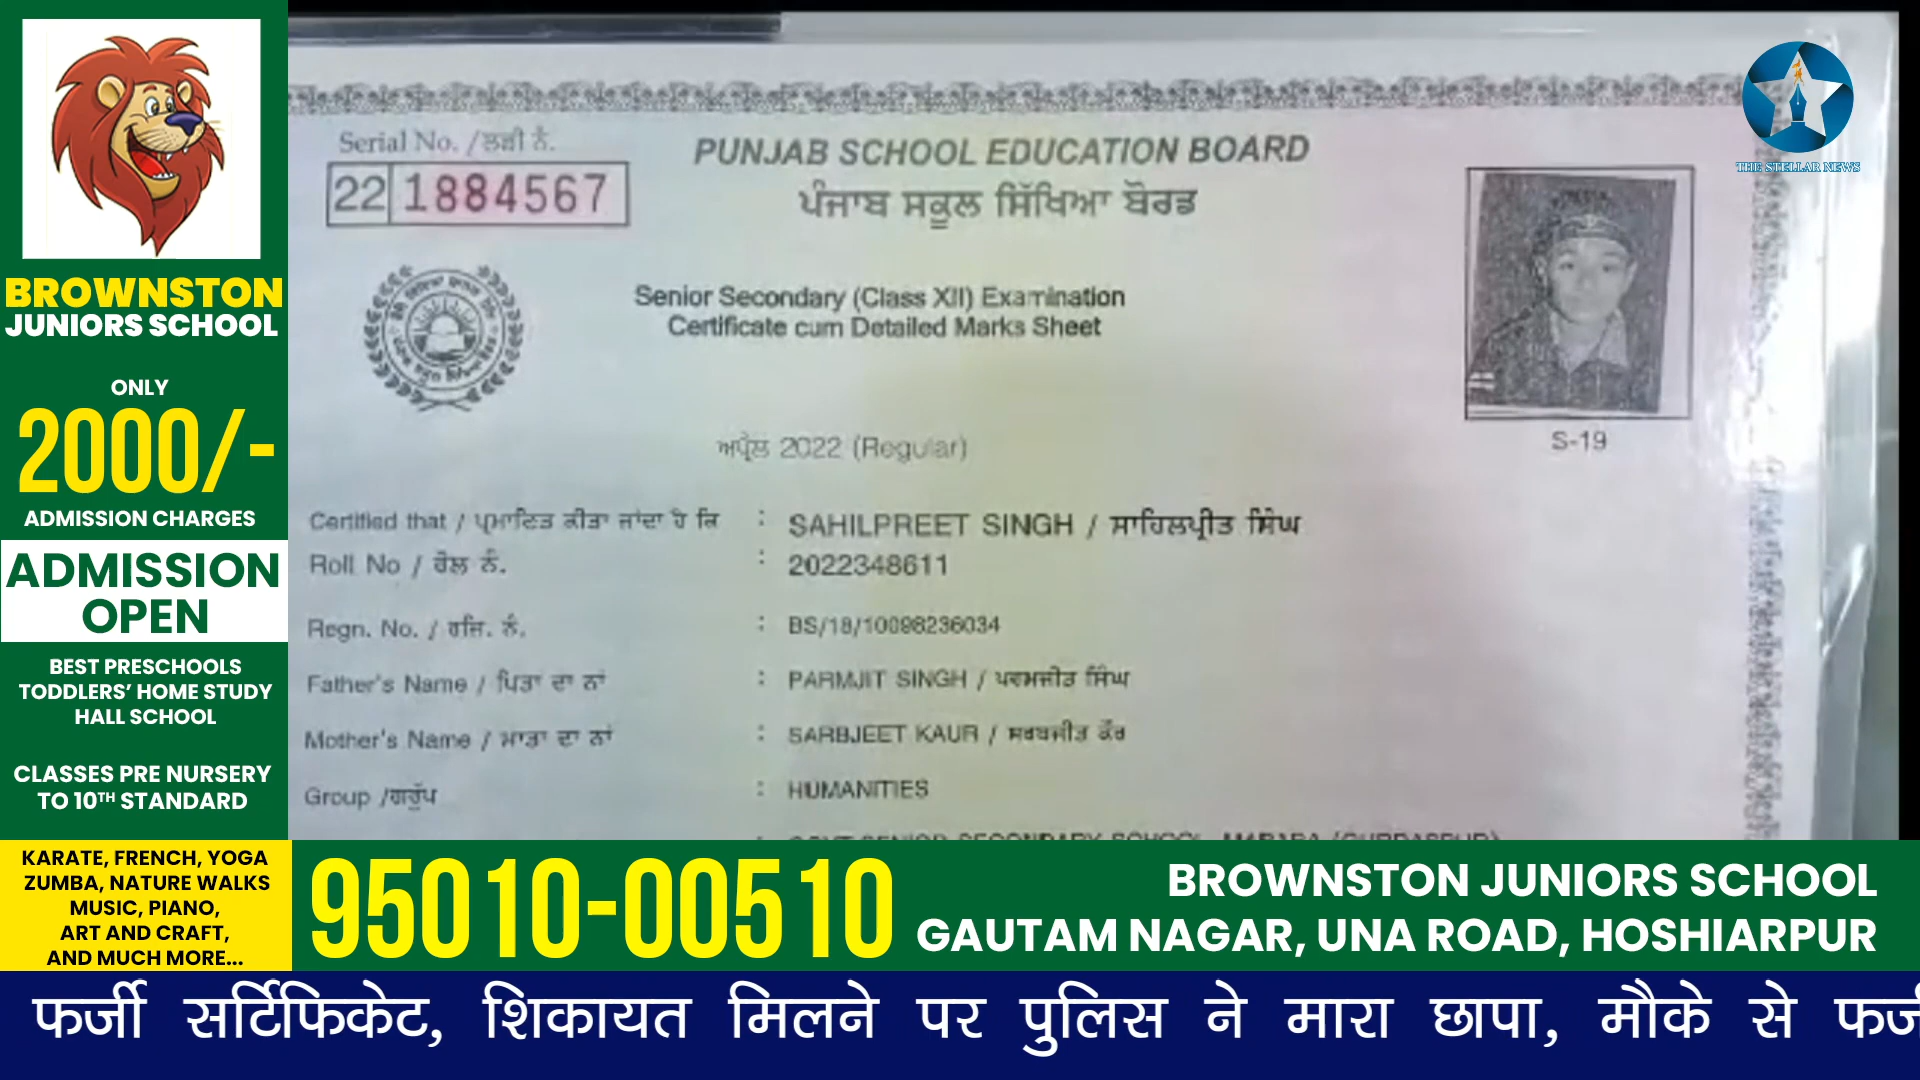 BROWNSTON
JUNIORS SCHOOL
ONLY
2000/-
ADMISSION CHARGES
ADMISSION
OPEN
BEST PRESCHOOLS
TODDLERS’ HOME STUDY
HALL SCHOOL
CLASSES PRE NURSERY
TO 10TH STANDARD
KARATE, FRENCH, YOGA
ZUMBA, NATURE WALKS
MUSIC, PIANO,
ART AND CRAFT,
AND MUCH MORE...
THE STELLAR NEWS
Serial No. /ਲੜੀ ਨੰ.
22 1884567
PUNJAB SCHOOL EDUCATION BOARD
ਪੰਜਾਬ ਸਕੂਲ ਸਿੱਖਿਆ ਬੋਰਡ
Senior Secondary (Class XII) Examination
Certificate cum Detailed Marks Sheet
S-19
ਅਪ੍ਰੈਲ 2022 (Regular)
Certified that / ਪ੍ਰਮਾਣਿਤ ਕੀਤਾ ਜਾਂਦਾ ਹੈ ਕਿ : SAHILPREET SINGH / ਸਾਹਿਲਪ੍ਰੀਤ ਸਿੰਘ
Roll No / ਰੋਲ ਨੰ. : 2022348611
Regn. No. / ਰਜਿ. ਨੰ. : BS/18/10098236034
Father's Name / ਪਿਤਾ ਦਾ ਨਾਂ : PARMJIT SINGH / ਪਰਮਜੀਤ ਸਿੰਘ
Mother's Name / ਮਾਤਾ ਦਾ ਨਾਂ : SARBJEET KAUR / ਸਰਬਜੀਤ ਕੌਰ
Group /ਗਰੁੱਪ : HUMANITIES
95010-00510
BROWNSTON JUNIORS SCHOOL
GAUTAM NAGAR, UNA ROAD, HOSHIARPUR
फर्जी सर्टिफिकेट, शिकायत मिलने पर पुलिस ने मारा छापा, मौके से